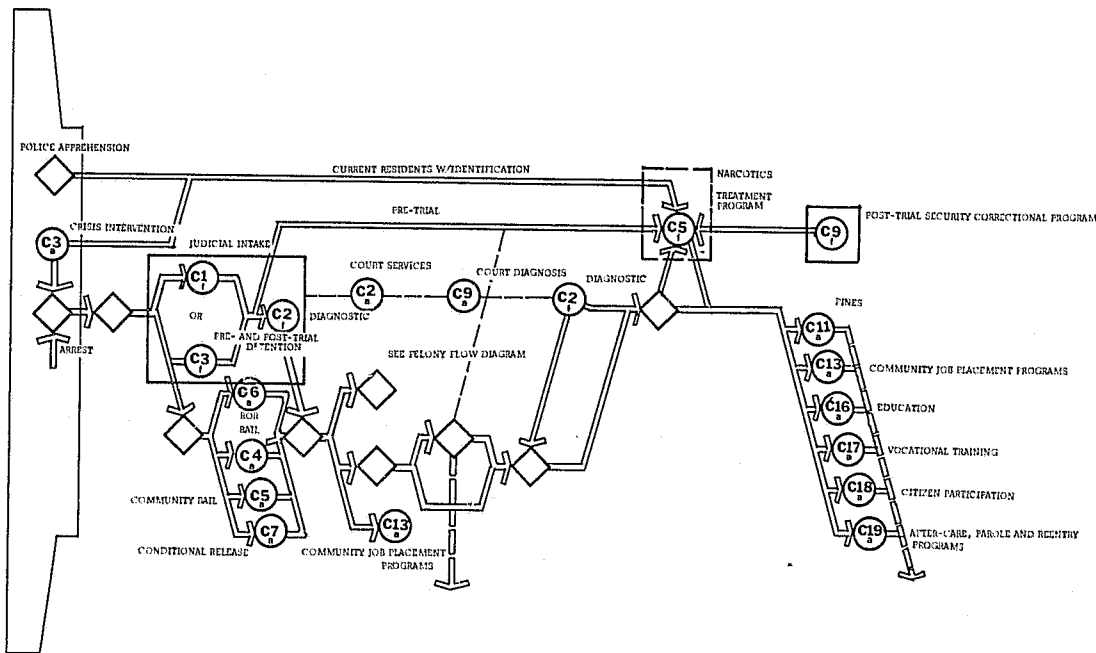 POLICE APPREHENSION
CURRENT RESIDENTS W/IDENTIFICATION
NARCOTICS
TREATMENT
PROGRAM
PRE-TRIAL
C5
f
C9
f
POST-TRIAL SECURITY CORRECTIONAL PROGRAM
CRISIS INTERVENTION
C3
a
JUDICIAL INTAKE
C1
f
OR
C3
f
C2
f
DIAGNOSTIC
PRE- AND POST-TRIAL
DETENTION
COURT SERVICES
C2
a
C9
a
COURT DIAGNOSIS
DIAGNOSTIC
C2
f
ARREST
SEE FELONY FLOW DIAGRAM
C6
a
ROR
BAIL
C4
a
COMMUNITY BAIL
C5
a
CONDITIONAL RELEASE
C7
a
C13
a
COMMUNITY JOB PLACEMENT
PROGRAMS
FINES
C11
a
C13
a
COMMUNITY JOB PLACEMENT PROGRAMS
C16
a
EDUCATION
C17
a
VOCATIONAL TRAINING
C18
a
CITIZEN PARTICIPATION
C19
a
AFTER-CARE, PAROLE AND REENTRY
PROGRAMS